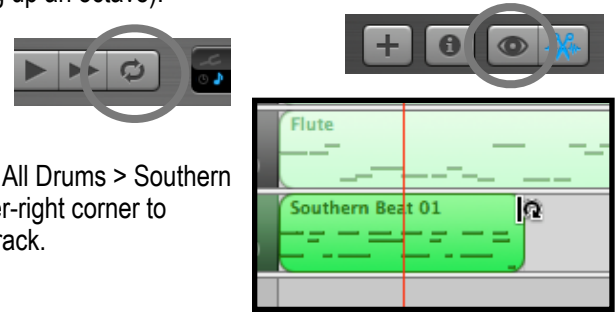 g up an octave).
Flute
All Drums > Southern
Southern Beat 01
er-right corner to
rack.